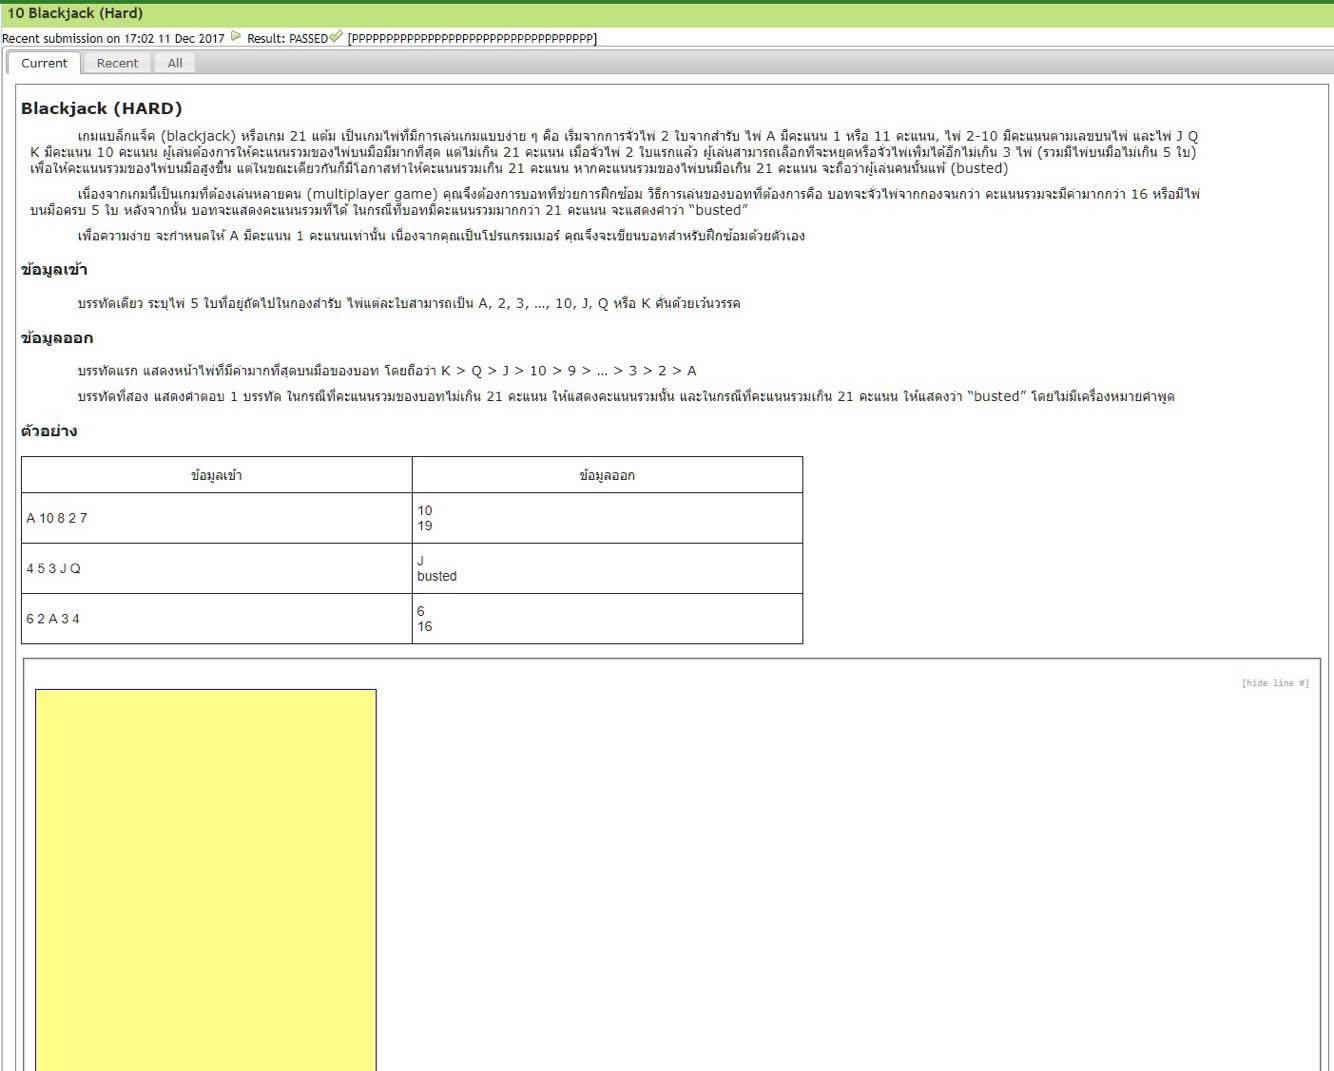 10 Blackjack (Hard)
Recent submission on 17:02 11 Dec 2017 Result: PASSED [PPPPPPPPPPPPPPPPPPPPPPPPPPPPPPPPPPP]
Current Recent All
Blackjack (HARD)
เกมแบล็กแจ็ค (blackjack) หรือเกม 21 แต้ม เป็นเกมไพ่ที่มีการเล่นเกมแบบง่าย ๆ คือ เริ่มจากการจั่วไพ่ 2 ใบจากสำรับ ไพ่ A มีคะแนน 1 หรือ 11 คะแนน, ไพ่ 2-10 มีคะแนนตามเลขบนไพ่ และไพ่ J Q
K มีคะแนน 10 คะแนน ผู้เล่นต้องการให้คะแนนรวมของไพ่บนมือมีมากที่สุด แต่ไม่เกิน 21 คะแนน เมื่อจั่วไพ่ 2 ใบแรกแล้ว ผู้เล่นสามารถเลือกที่จะหยุดหรือจั่วไพ่เพิ่มได้อีกไม่เกิน 3 ไพ่ (รวมมีไพ่บนมือไม่เกิน 5 ใบ)
เพื่อให้คะแนนรวมของไพ่บนมือสูงขึ้น แต่ในขณะเดียวกันก็มีโอกาสทำให้คะแนนรวมเกิน 21 คะแนน หากคะแนนรวมของไพ่บนมือเกิน 21 คะแนน จะถือว่าผู้เล่นคนนั้นแพ้ (busted)
เนื่องจากเกมนี้เป็นเกมที่ต้องเล่นหลายคน (multiplayer game) คุณจึงต้องการบอทที่ช่วยการฝึกซ้อม วิธีการเล่นของบอทที่ต้องการคือ บอทจะจั่วไพ่จากกองจนกว่า คะแนนรวมจะมีค่ามากกว่า 16 หรือมีไพ่
บนมือครบ 5 ใบ หลังจากนั้น บอทจะแสดงคะแนนรวมที่ได้ ในกรณีที่บอทมีคะแนนรวมมากกว่า 21 คะแนน จะแสดงคำว่า “busted”
เพื่อความง่าย จะกำหนดให้ A มีคะแนน 1 คะแนนเท่านั้น เนื่องจากคุณเป็นโปรแกรมเมอร์ คุณจึงจะเขียนบอทสำหรับฝึกซ้อมด้วยตัวเอง
ข้อมูลเข้า
บรรทัดเดียว ระบุไพ่ 5 ใบที่อยู่ถัดไปในกองสำรับ ไพ่แต่ละใบสามารถเป็น A, 2, 3, ..., 10, J, Q หรือ K คั่นด้วยเว้นวรรค
ข้อมูลออก
บรรทัดแรก แสดงหน้าไพ่ที่มีค่ามากที่สุดบนมือของบอท โดยถือว่า K > Q > J > 10 > 9 > ... > 3 > 2 > A
บรรทัดที่สอง แสดงคำตอบ 1 บรรทัด ในกรณีที่คะแนนรวมของบอทไม่เกิน 21 คะแนน ให้แสดงคะแนนรวมนั้น และในกรณีที่คะแนนรวมเกิน 21 คะแนน ให้แสดงว่า “busted” โดยไม่มีเครื่องหมายคำพูด
ตัวอย่าง
ข้อมูลเข้า ข้อมูลออก
A 10 8 2 7
10
19
4 5 3 J Q
J
busted
6 2 A 3 4
6
16
[hide line #]